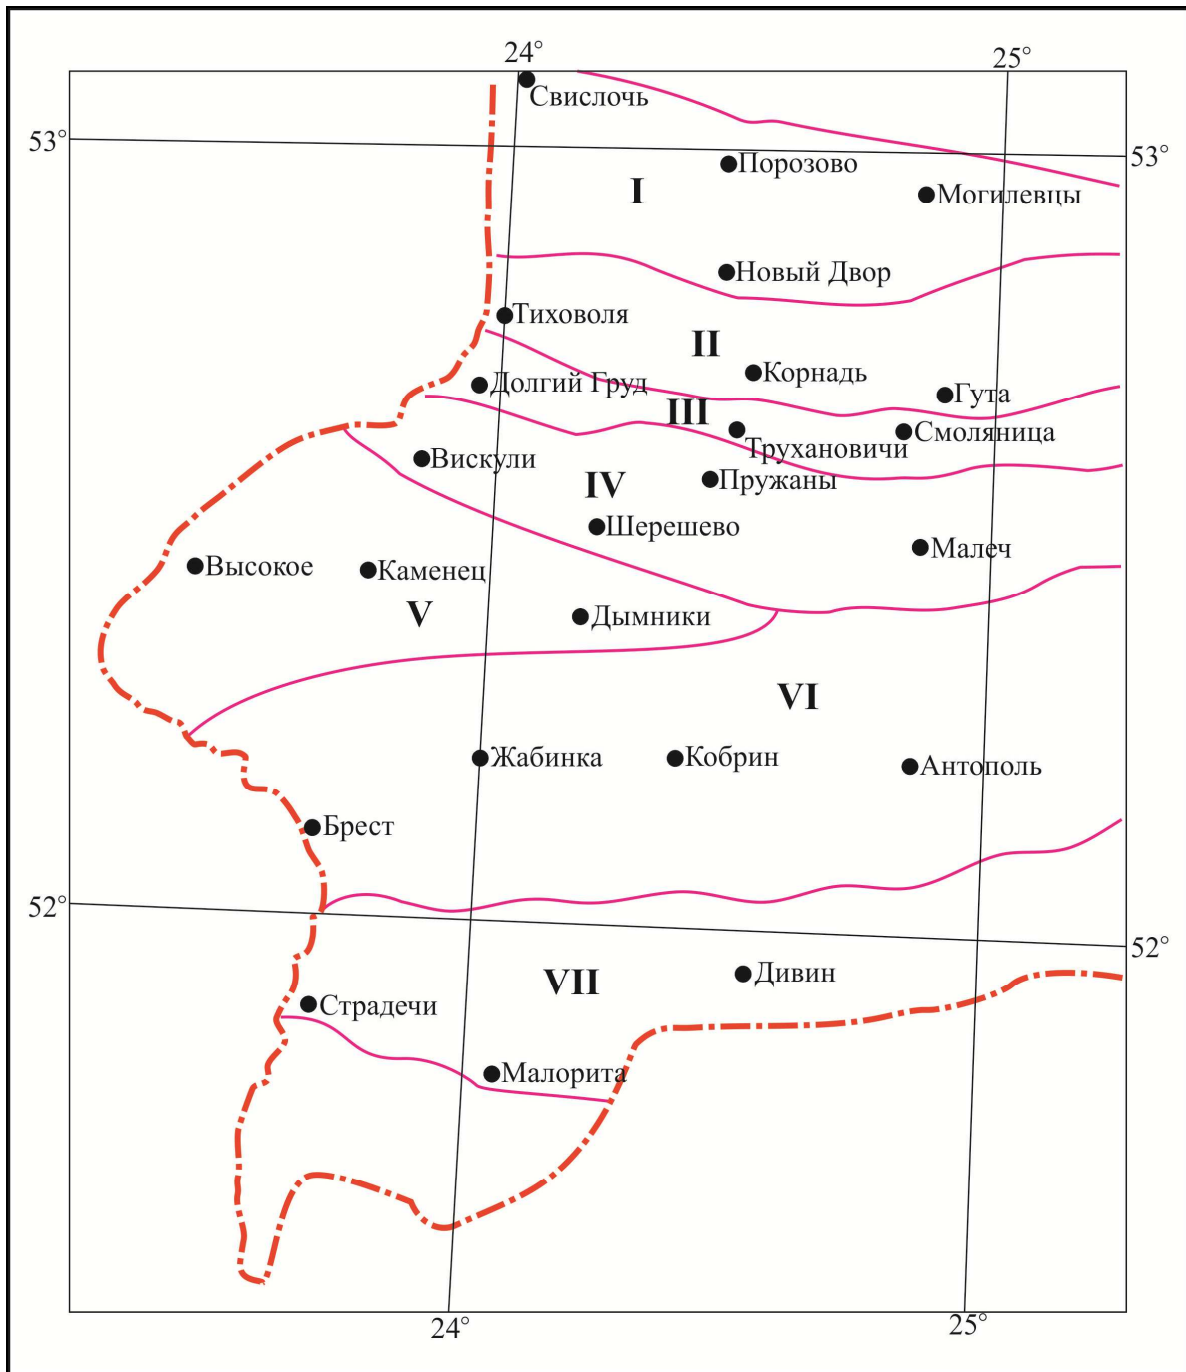 24°
25°
Свислочь
53°
53°
Порозово
I
Могилевцы
Новый Двор
Тиховоля
II
Корнадь
Долгий Груд
Гута
III
Смоляница
Трухановичи
Вискули
Пружаны
IV
Шерешево
Малеч
Высокое
Каменец
V
Дымники
VI
Жабинка
Кобрин
Антополь
Брест
52°
52°
Дивин
VII
Страдечи
Малорита
24°
25°